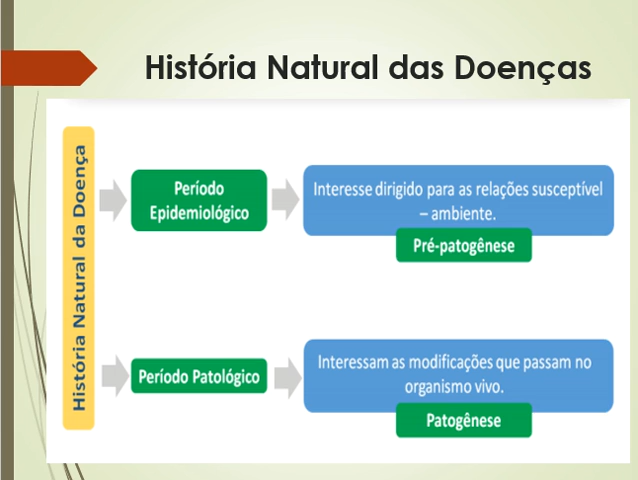 História Natural das Doenças
História Natural da Doença
Período
Epidemiológico
Interesse dirigido para as relações susceptível
– ambiente.
Pré-patogênese
Período Patológico
Interessam as modificações que passam no
organismo vivo.
Patogênese